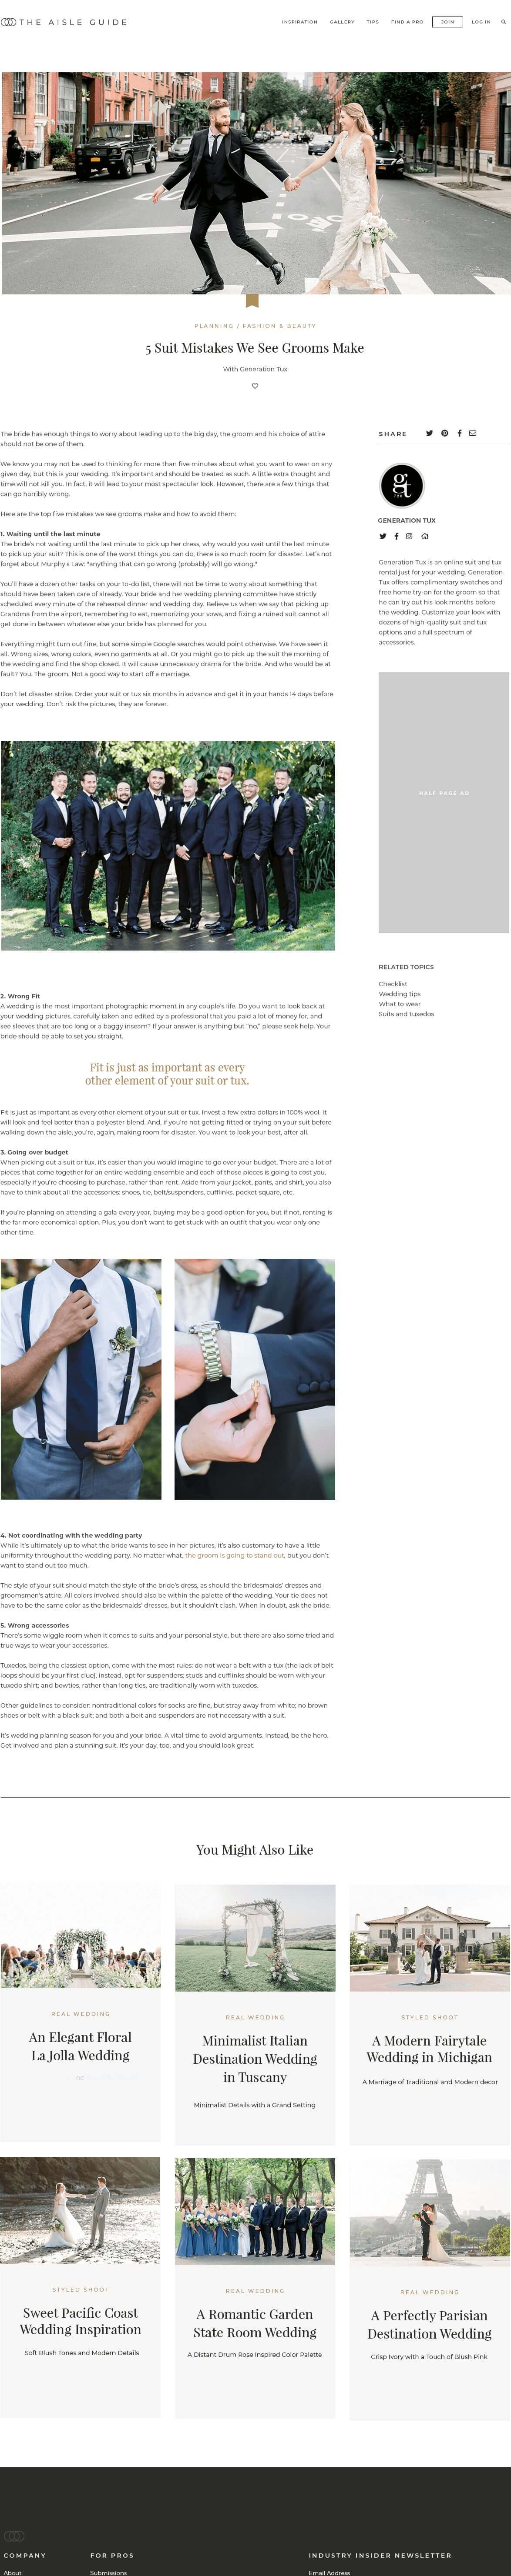 THE AISLE GUIDE
INSPIRATION GALLERY TIPS FIND A PRO JOIN LOG IN
PLANNING / FASHION & BEAUTY
5 Suit Mistakes We See Grooms Make
With Generation Tux
The bride has enough things to worry about leading up to the big day, the groom and his choice of attire
should not be one of them.
We know you may not be used to thinking for more than five minutes about what you want to wear on any
given day, but this is your wedding. It's important and should be treated as such. A little extra thought and
time will not kill you. In fact, it will lead to your most spectacular look. However, there are a few things that
can go horribly wrong.
Here are the top five mistakes we see grooms make and how to avoid them:
1. Waiting until the last minute
The bride's not waiting until the last minute to pick up her dress, why would you wait until the last minute
to pick up your suit? This is one of the worst things you can do; there is so much room for disaster. Let's not
forget about Murphy's Law: "anything that can go wrong (probably) will go wrong."
You'll have a dozen other tasks on your to-do list, there will not be time to worry about something that
should have been taken care of already. Your bride and her wedding planning committee have strictly
scheduled every minute of the rehearsal dinner and wedding day. Believe us when we say that picking up
Grandma from the airport, remembering to eat, memorizing your vows, and fixing a ruined suit cannot all
get done in between whatever else your bride has planned for you.
Everything might turn out fine, but some simple Google searches would point otherwise. We have seen it
all. Wrong sizes, wrong colors, even no garments at all. Or you might go to pick up the suit the morning of
the wedding and find the shop closed. It will cause unnecessary drama for the bride. And who would be at
fault? You. The groom. Not a good way to start off a marriage.
Don't let disaster strike. Order your suit or tux six months in advance and get it in your hands 14 days before
your wedding. Don't risk the pictures, they are forever.
2. Wrong Fit
A wedding is the most important photographic moment in any couple's life. Do you want to look back at
your wedding pictures, carefully taken and edited by a professional that you paid a lot of money for, and
see sleeves that are too long or a baggy inseam? If your answer is anything but "no," please seek help. Your
bride should be able to set you straight.
Fit is just as important as every
other element of your suit or tux.
Fit is just as important as every other element of your suit or tux. Invest a few extra dollars in 100% wool. It
will look and feel better than a polyester blend. And, if you're not getting fitted or trying on your suit before
walking down the aisle, you're, again, making room for disaster. You want to look your best, after all.
3. Going over budget
When picking out a suit or tux, it's easier than you would imagine to go over your budget. There are a lot of
pieces that come together for an entire wedding ensemble and each of those pieces is going to cost you,
especially if you're choosing to purchase, rather than rent. Aside from your jacket, pants, and shirt, you also
have to think about all the accessories: shoes, tie, belt/suspenders, cufflinks, pocket square, etc.
If you're planning on attending a gala every year, buying may be a good option for you, but if not, renting is
the far more economical option. Plus, you don't want to get stuck with an outfit that you wear only one
other time.
4. Not coordinating with the wedding party
While it's ultimately up to what the bride wants to see in her pictures, it's also customary to have a little
uniformity throughout the wedding party. No matter what, the groom is going to stand out, but you don't
want to stand out too much.
The style of your suit should match the style of the bride's dress, as should the bridesmaids' dresses and
groomsmen's attire. All colors involved should also be within the palette of the wedding. Your tie does not
have to be the same color as the bridesmaids' dresses, but it shouldn't clash. When in doubt, ask the bride.
5. Wrong accessories
There's some wiggle room when it comes to suits and your personal style, but there are also some tried and
true ways to wear your accessories.
Tuxedos, being the classiest option, come with the most rules: do not wear a belt with a tux (the lack of belt
loops should be your first clue), instead, opt for suspenders; studs and cufflinks should be worn with your
tuxedo shirt; and bowties, rather than long ties, are traditionally worn with tuxedos.
Other guidelines to consider: nontraditional colors for socks are fine, but stray away from white; no brown
shoes or belt with a black suit; and both a belt and suspenders are not necessary with a suit.
It's wedding planning season for you and your bride. A vital time to avoid arguments. Instead, be the hero.
Get involved and plan a stunning suit. It's your day, too, and you should look great.
SHARE
gt
TUX
GENERATION TUX
Generation Tux is an online suit and tux
rental just for your wedding. Generation
Tux offers complimentary swatches and
free home try-on for the groom so that
he can try out his look months before
the wedding. Customize your look with
dozens of high-quality suit and tux
options and a full spectrum of
accessories.
HALF PAGE AD
RELATED TOPICS
Checklist
Wedding tips
What to wear
Suits and tuxedos
You Might Also Like
REAL WEDDING
An Elegant Floral
La Jolla Wedding
REAL WEDDING
Minimalist Italian
Destination Wedding
in Tuscany
Minimalist Details with a Grand Setting
STYLED SHOOT
A Modern Fairytale
Wedding in Michigan
A Marriage of Traditional and Modern decor
STYLED SHOOT
Sweet Pacific Coast
Wedding Inspiration
Soft Blush Tones and Modern Details
REAL WEDDING
A Romantic Garden
State Room Wedding
A Distant Drum Rose Inspired Color Palette
REAL WEDDING
A Perfectly Parisian
Destination Wedding
Crisp Ivory with a Touch of Blush Pink
COMPANY
About
FOR PROS
Submissions
INDUSTRY INSIDER NEWSLETTER
Email Address